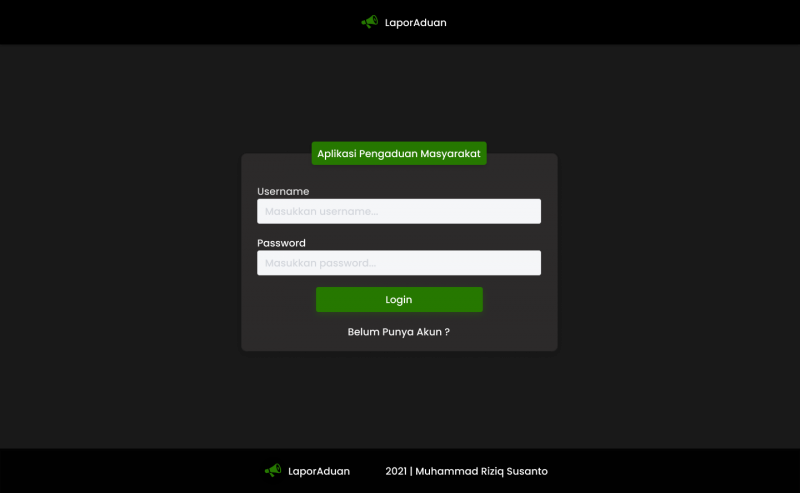 LaporAduan
Aplikasi Pengaduan Masyarakat
Username
Masukkan username...
Password
Masukkan password...
Login
Belum Punya Akun ?
LaporAduan
2021 | Muhammad Riziq Susanto